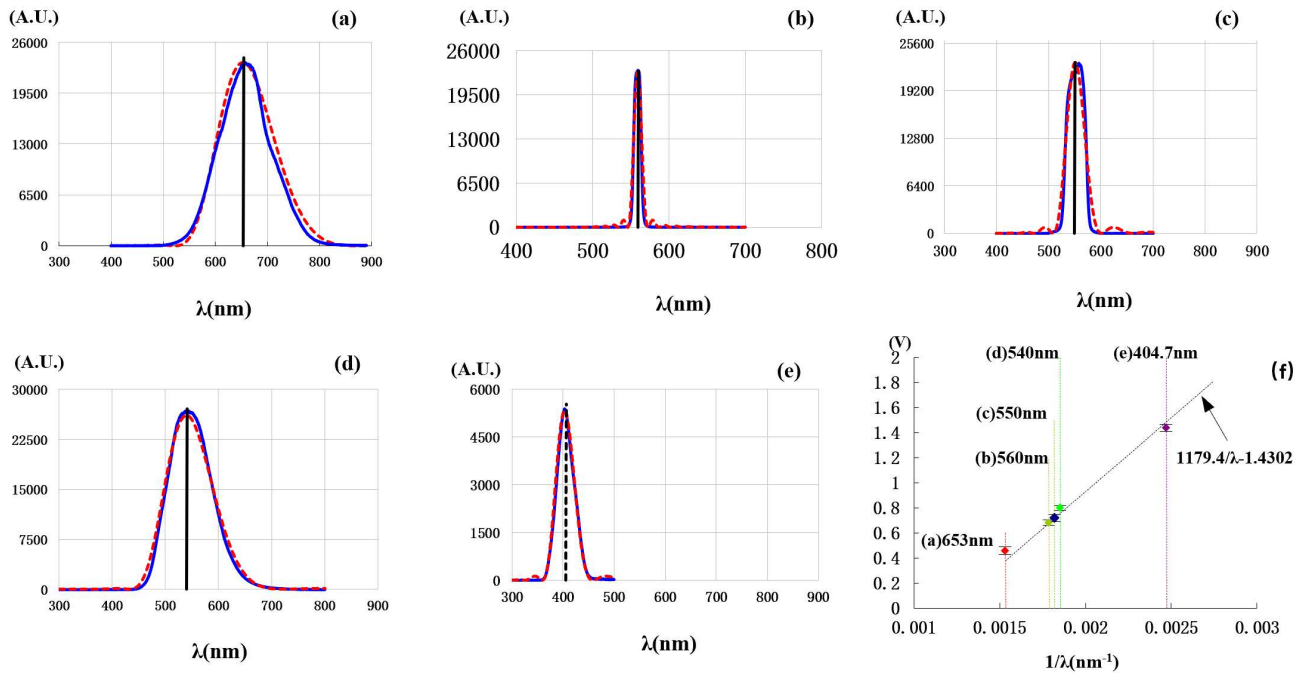 (A.U.) (a)
26000
19500
13000
6500
0
300 400 500 600 700 800 900
λ(nm)
(A.U.) (b)
26000
19500
13000
6500
0
400 500 600 700 800
λ(nm)
(A.U.) (c)
25600
19200
12800
6400
0
300 400 500 600 700 800 900
λ(nm)
(A.U.) (d)
30000
22500
15000
7500
0
300 400 500 600 700 800 900
λ(nm)
(A.U.) (e)
6000
4500
3000
1500
0
300 400 500 600 700 800 900
λ(nm)
(V)
(d)540nm (e)404.7nm (f)
(c)550nm
(b)560nm
1179.4/λ-1.4302
(a)653nm
2
1.8
1.6
1.4
1.2
1
0.8
0.6
0.4
0.2
0
0.001 0.0015 0.002 0.0025 0.003
1/λ(nm⁻¹)